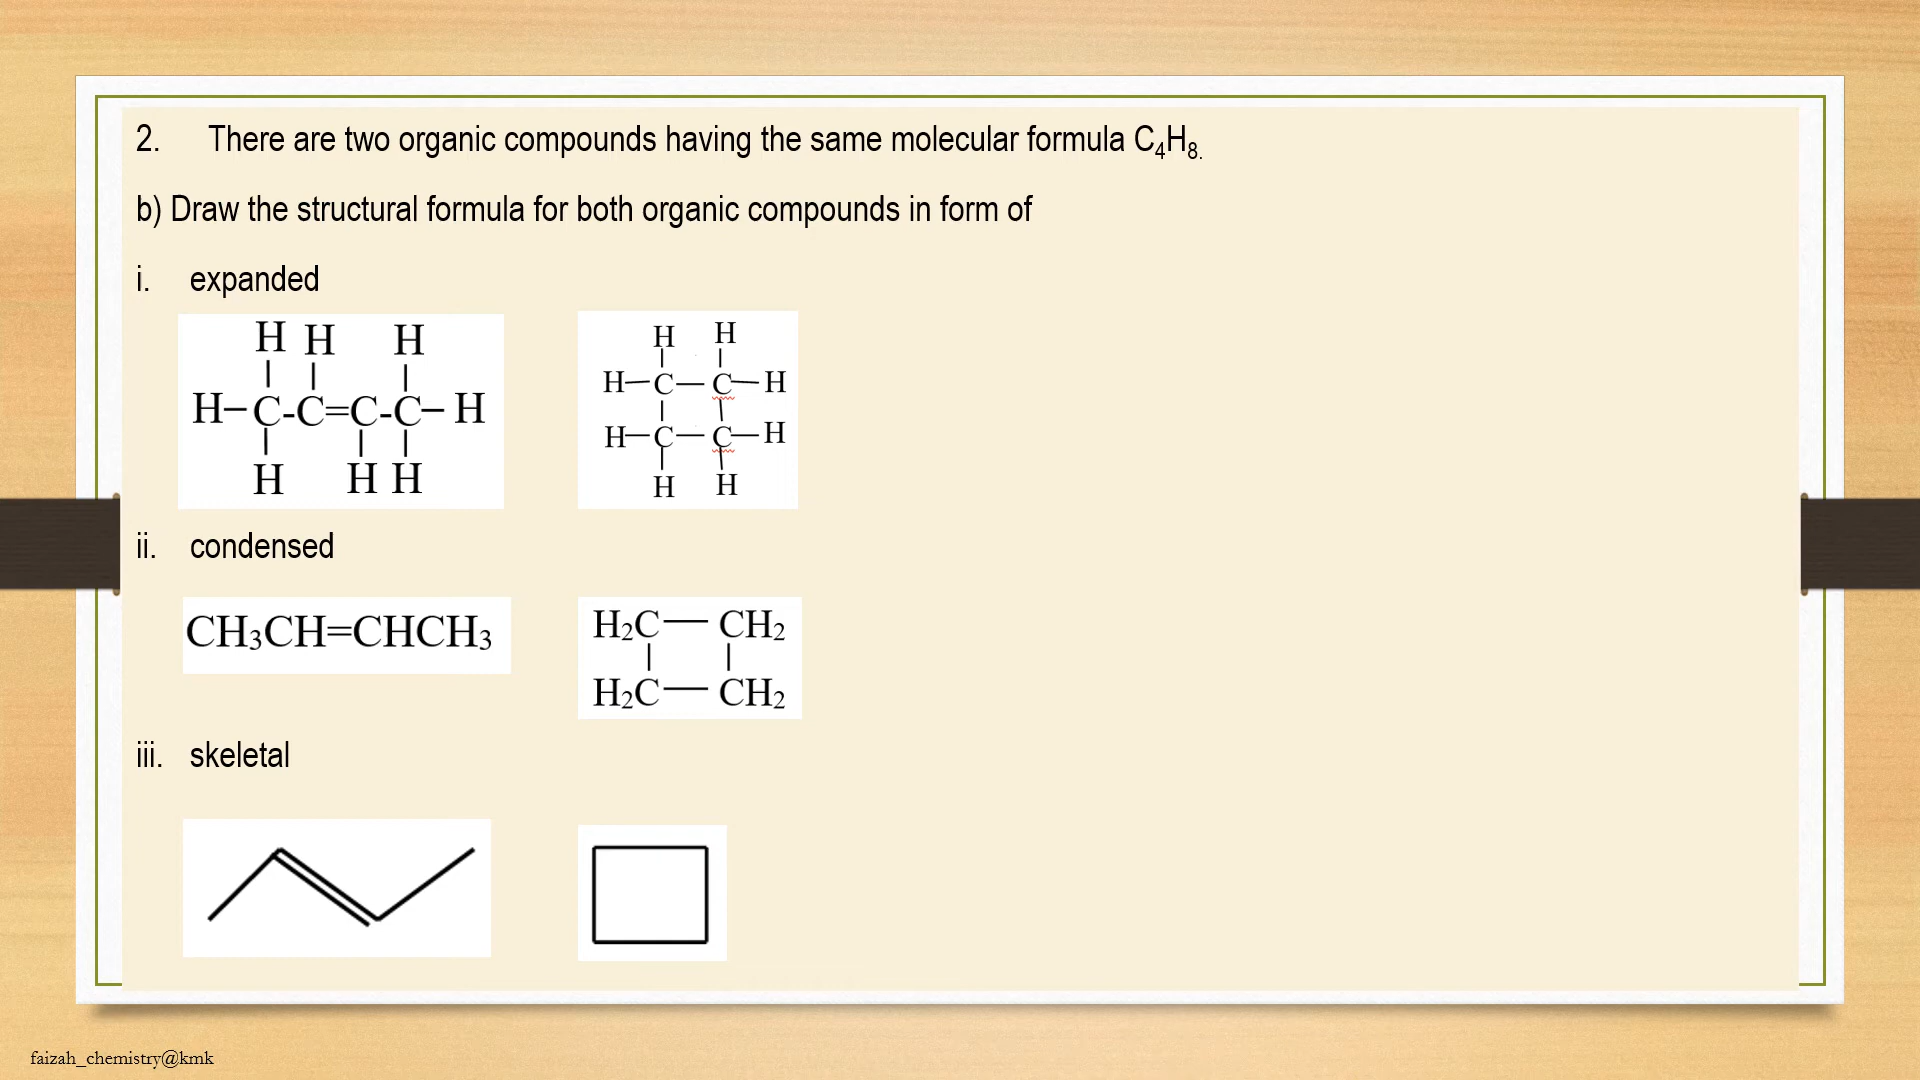 2. There are two organic compounds having the same molecular formula C₄H₈.
b) Draw the structural formula for both organic compounds in form of
i. expanded
H H H
H–C-C=C-C–H
H H H
H H
H–C–C–H
H–C–C–H
H H
ii. condensed
CH₃CH=CHCH₃
H₂C—CH₂
H₂C—CH₂
iii. skeletal
faizah_chemistry@kmk